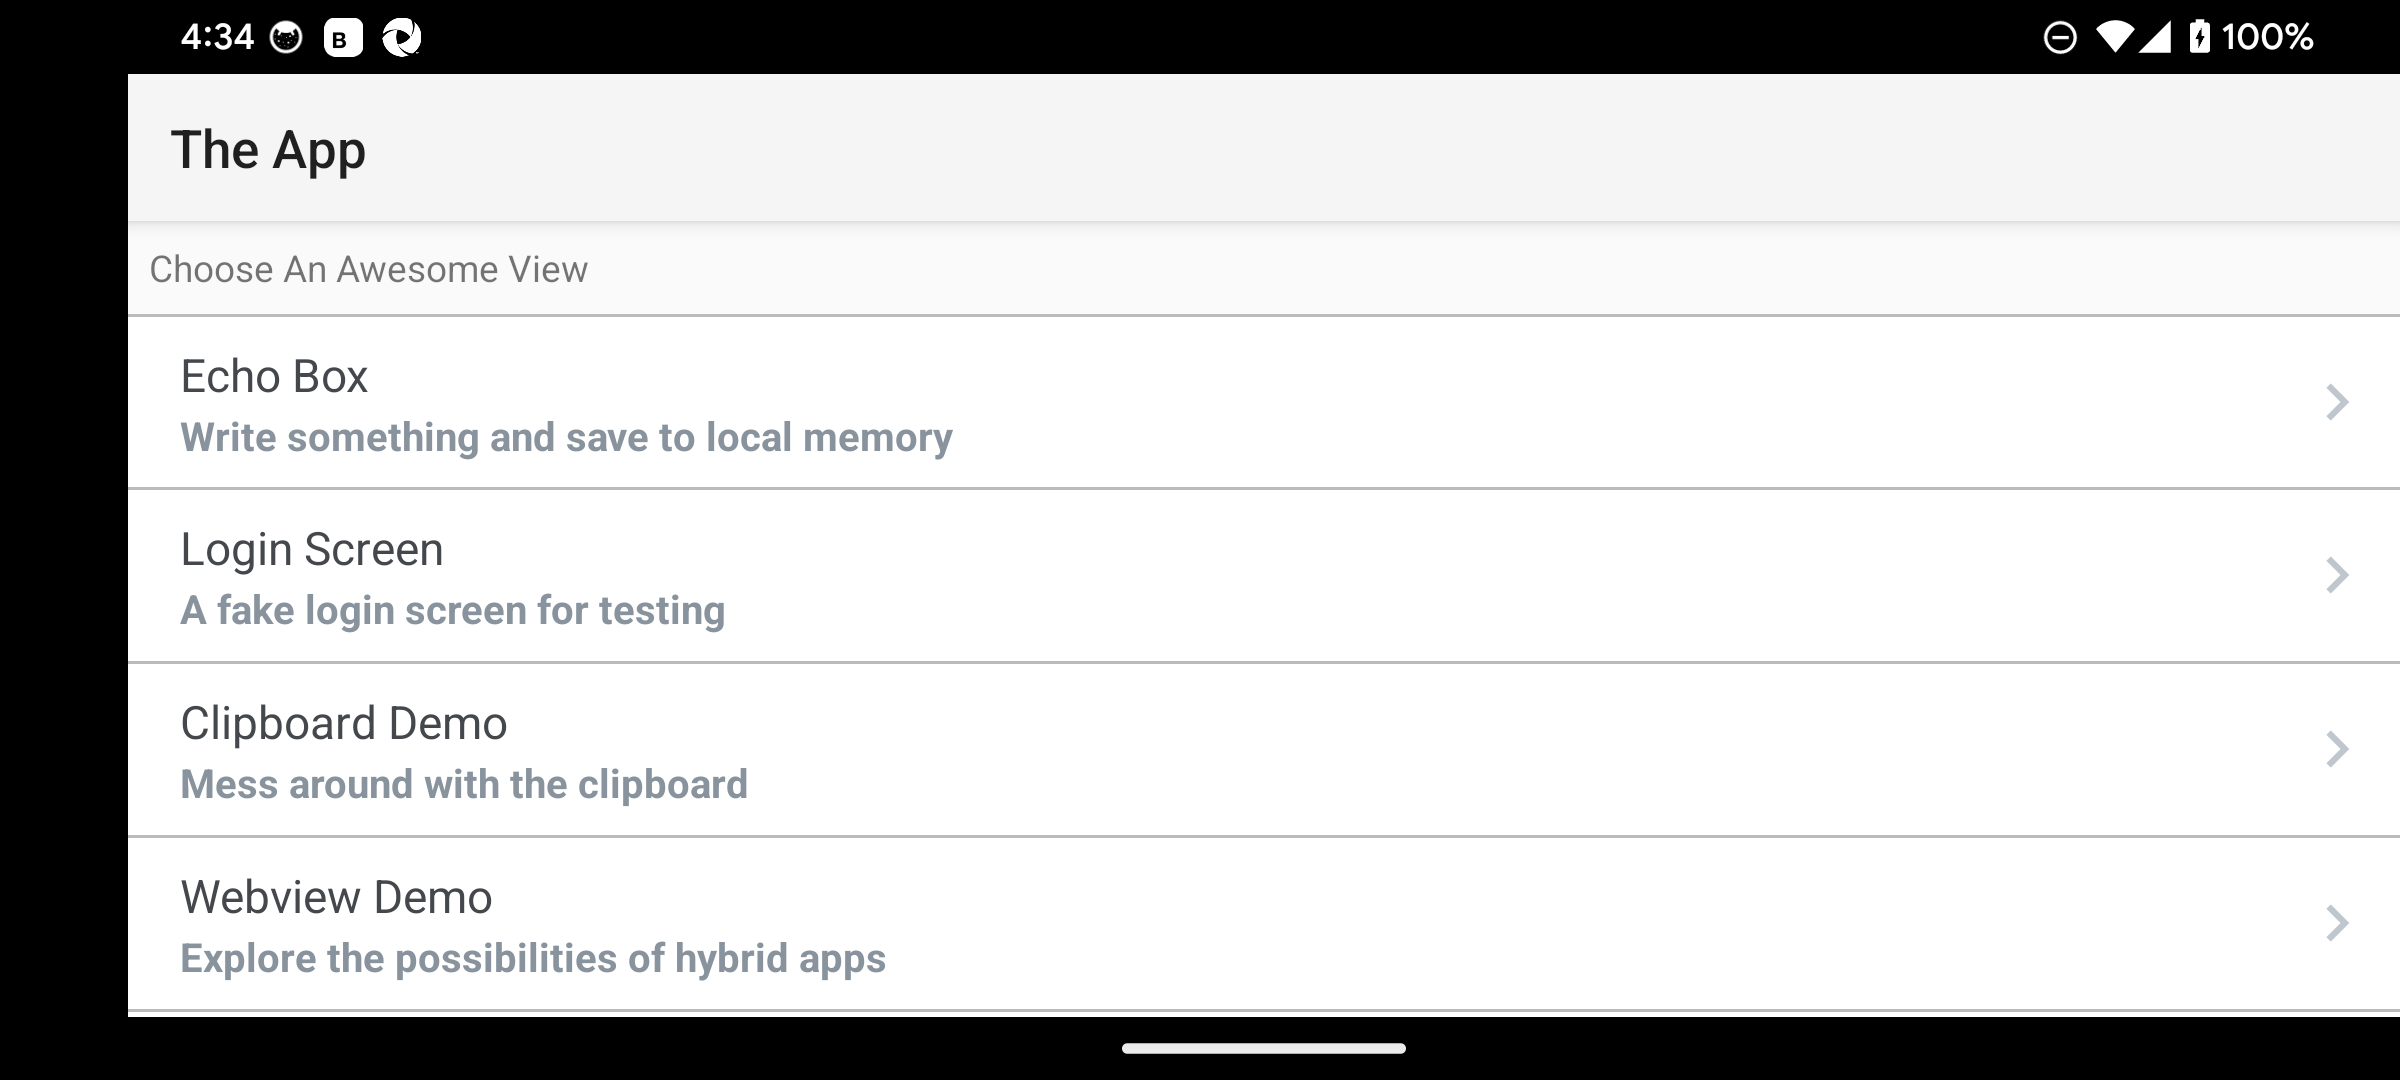 4:34 B 100%
The App
Choose An Awesome View
Echo Box
Write something and save to local memory
Login Screen
A fake login screen for testing
Clipboard Demo
Mess around with the clipboard
Webview Demo
Explore the possibilities of hybrid apps